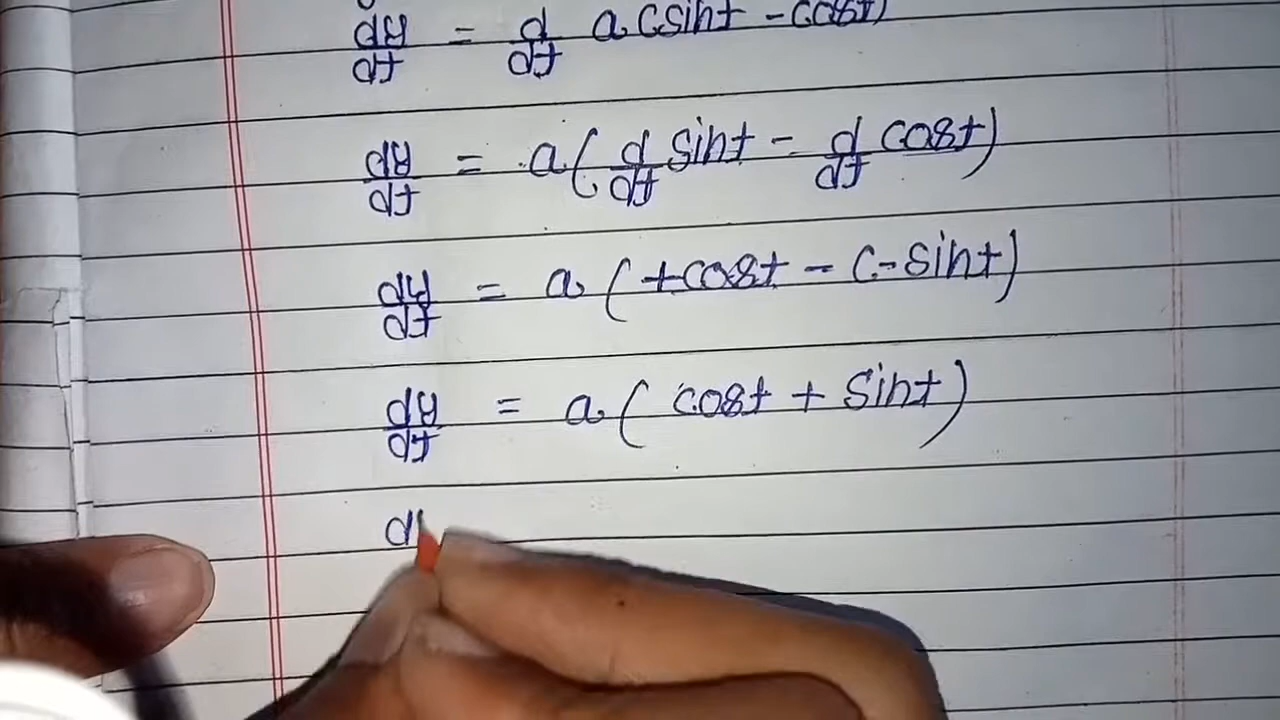 dy/dt = d/dt a (sint - cost)
dy/dt = a( d/dt sint - d/dt cost)
dy/dt = a (+cost - (-sint)
dy/dt = a ( cost + sint)
d